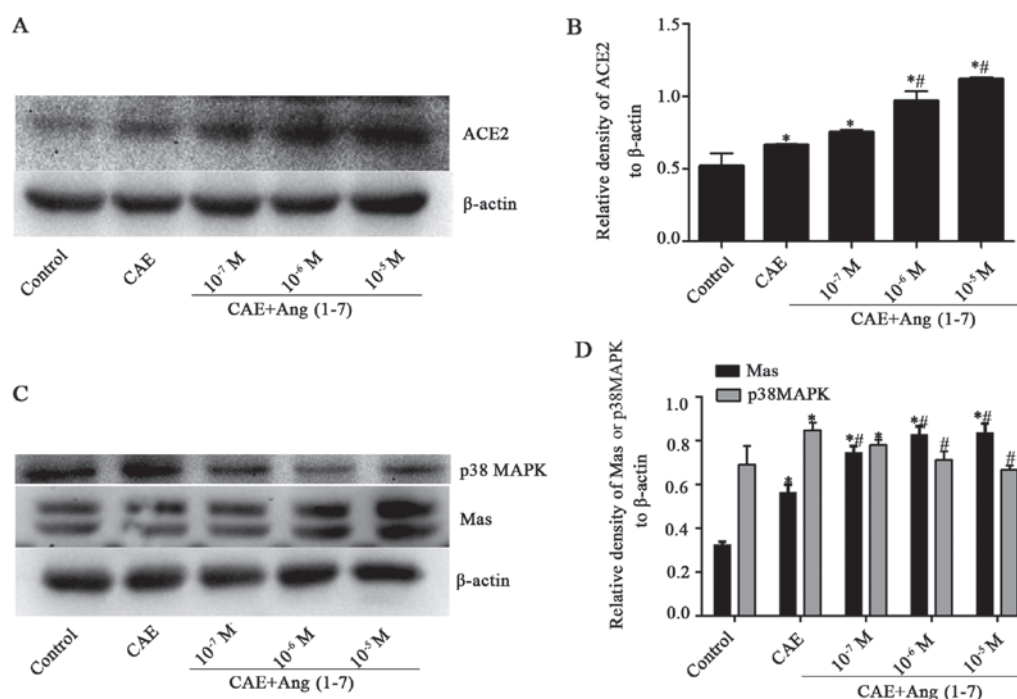 A
ACE2
β-actin
Control
CAE
10⁻⁷ M
10⁻⁶ M
10⁻⁵ M
CAE+Ang (1-7)
B
Relative density of ACE2
to β-actin
1.5
1.0
0.5
0.0
*
*
*#
*#
Control
CAE
10⁻⁷ M
10⁻⁶ M
10⁻⁵ M
CAE+Ang (1-7)
C
p38 MAPK
Mas
β-actin
Control
CAE
10⁻⁷ M
10⁻⁶ M
10⁻⁵ M
CAE+Ang (1-7)
D
Mas
p38MAPK
Relative density of Mas or p38MAPK
to β-actin
1.0
0.8
0.6
0.4
0.2
0.0
*
*
*#
*
*#
#
*#
#
Control
CAE
10⁻⁷ M
10⁻⁶ M
10⁻⁵ M
CAE+Ang (1-7)